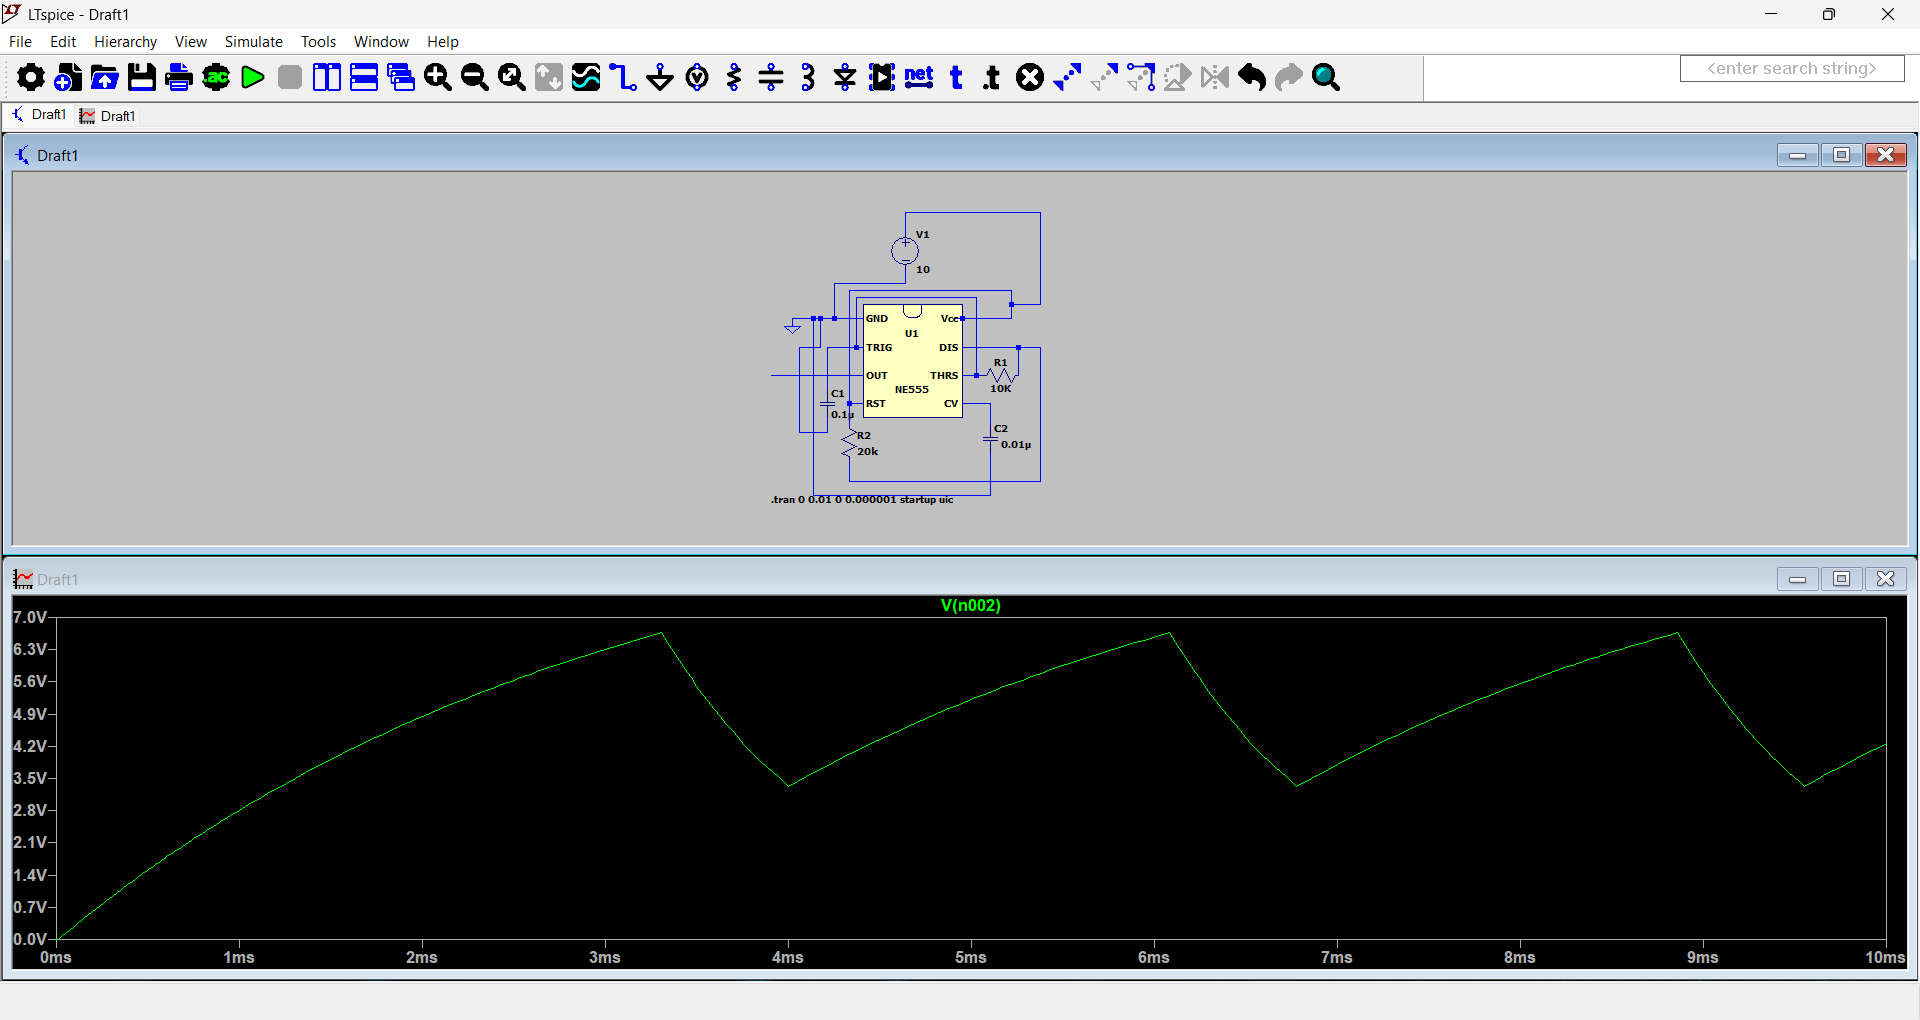 LTspice - Draft1
File Edit Hierarchy View Simulate Tools Window Help
.ac net t .t <enter search string>
Draft1 Draft1
Draft1
V1
10
GND Vcc
U1
TRIG DIS
R1
OUT THRS
10K
NE555
C1
RST CV
0.1µ
C2
R2
0.01µ
20k
.tran 0 0.01 0 0.000001 startup uic
Draft1
V(n002)
7.0V
6.3V
5.6V
4.9V
4.2V
3.5V
2.8V
2.1V
1.4V
0.7V
0.0V
0ms 1ms 2ms 3ms 4ms 5ms 6ms 7ms 8ms 9ms 10ms